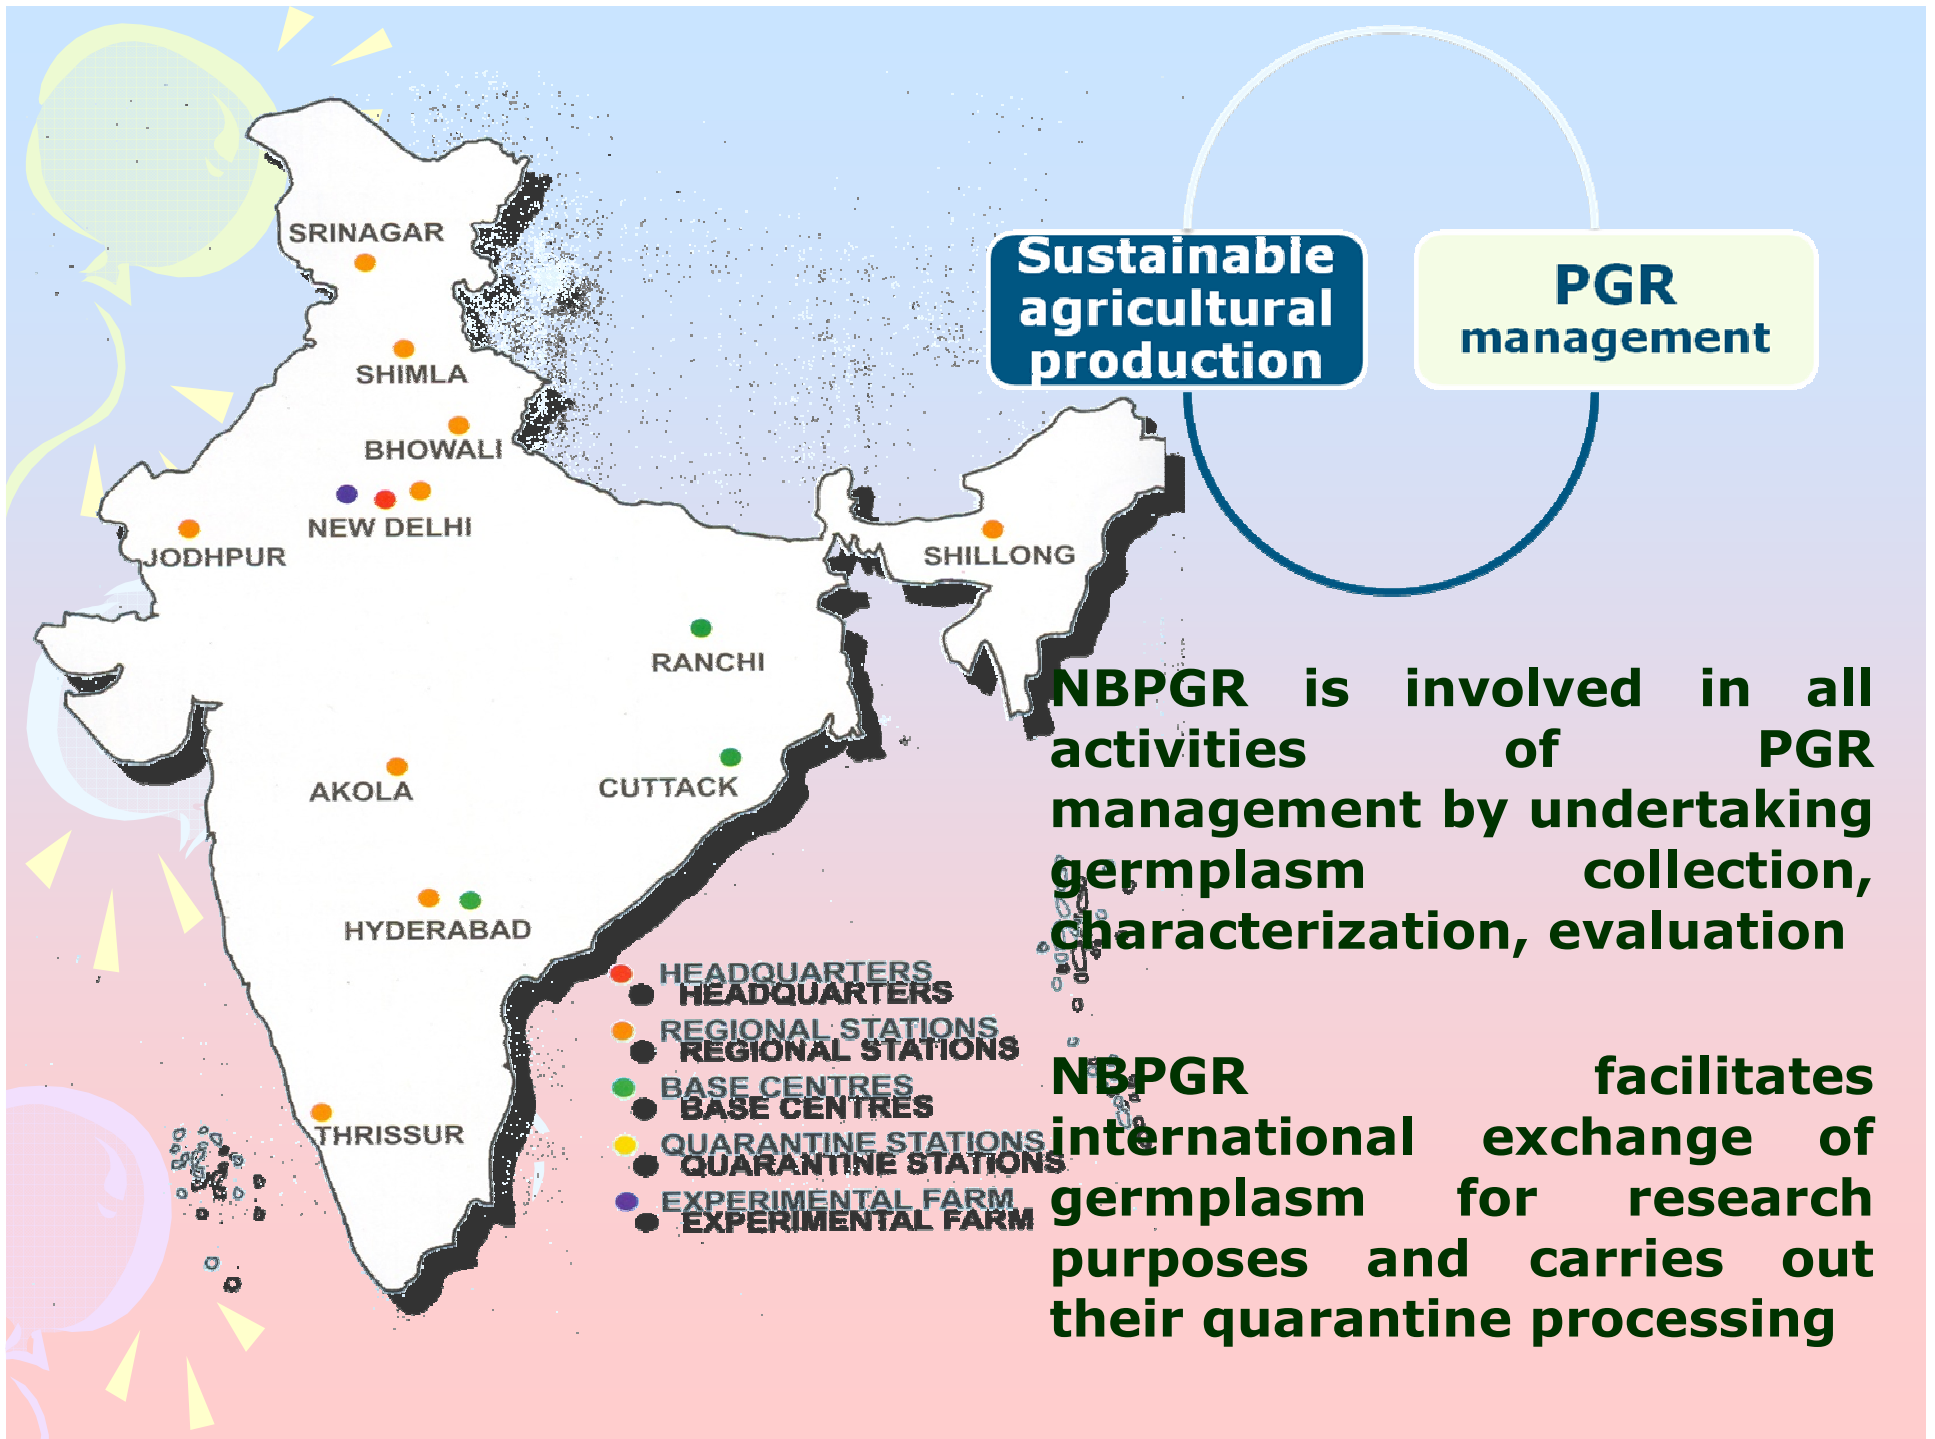 SRINAGAR
SHIMLA
BHOWALI
NEW DELHI
JODHPUR
SHILLONG
RANCHI
AKOLA
CUTTACK
HYDERABAD
THRISSUR
HEADQUARTERS
HEADQUARTERS
REGIONAL STATIONS
REGIONAL STATIONS
BASE CENTRES
BASE CENTRES
QUARANTINE STATIONS
QUARANTINE STATIONS
EXPERIMENTAL FARM
EXPERIMENTAL FARM
Sustainable
agricultural
production
PGR
management
NBPGR is involved in all
activities of PGR
management by undertaking
germplasm collection,
characterization, evaluation
NBPGR facilitates
international exchange of
germplasm for research
purposes and carries out
their quarantine processing